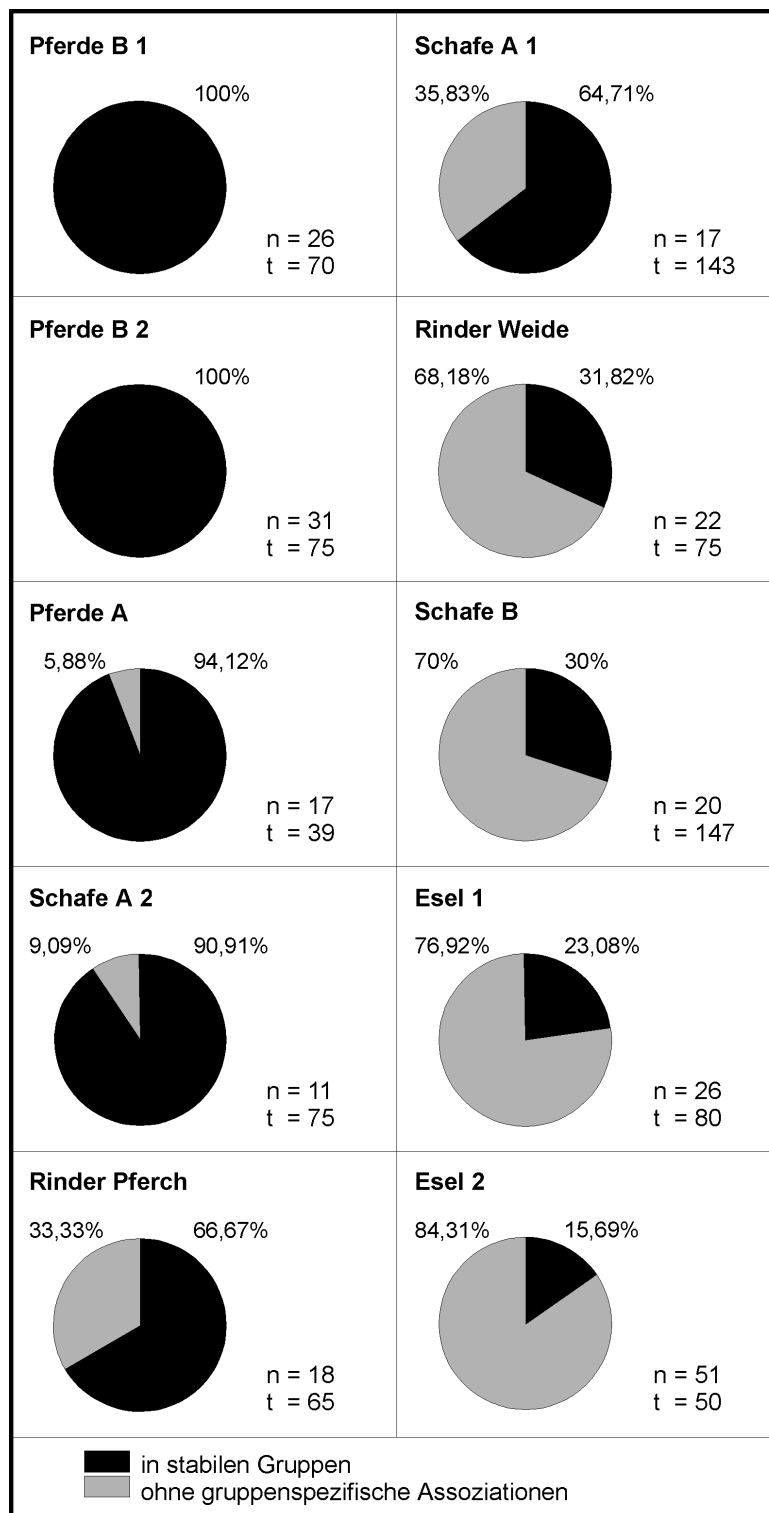 Pferde B 1
100%
n = 26
t = 70
Schafe A 1
35,83% 64,71%
n = 17
t = 143
Pferde B 2
100%
n = 31
t = 75
Rinder Weide
68,18% 31,82%
n = 22
t = 75
Pferde A
5,88% 94,12%
n = 17
t = 39
Schafe B
70% 30%
n = 20
t = 147
Schafe A 2
9,09% 90,91%
n = 11
t = 75
Esel 1
76,92% 23,08%
n = 26
t = 80
Rinder Pferch
33,33% 66,67%
n = 18
t = 65
Esel 2
84,31% 15,69%
n = 51
t = 50
in stabilen Gruppen
ohne gruppenspezifische Assoziationen